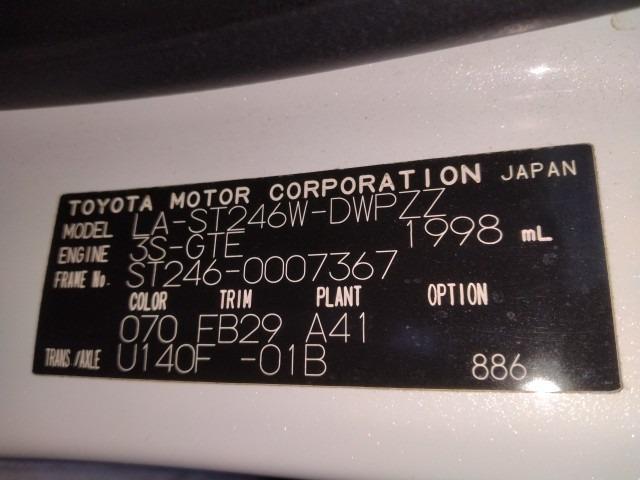 TOYOTA MOTOR CORPORATION JAPAN
MODEL LA-ST246W-DWPZZ
ENGINE 3S-GTE 1998 mL
FRAME No. ST246-0007367
COLOR TRIM PLANT OPTION
070 FB29 A41
TRANS./AXLE U140F -01B 886